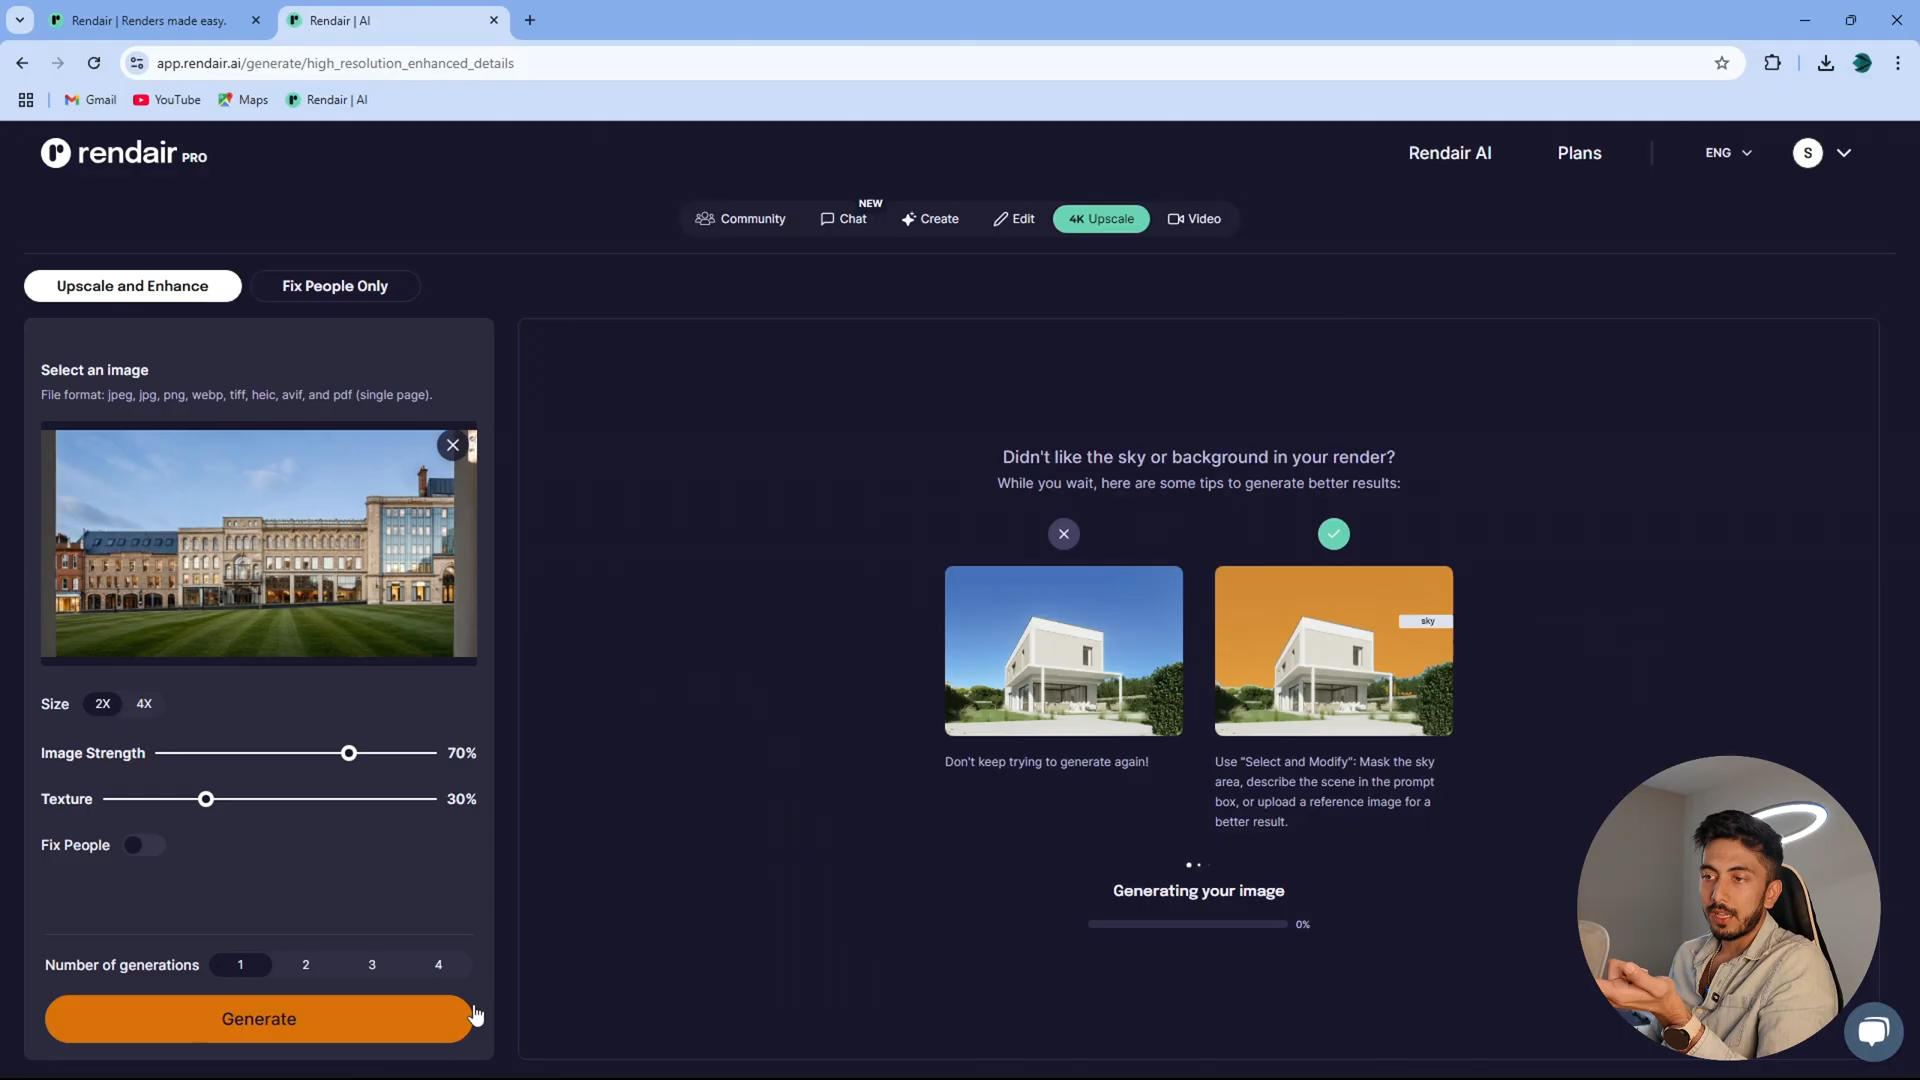 Rendair | Renders made easy.
Rendair | AI
app.rendair.ai/generate/high_resolution_enhanced_details
Gmail
YouTube
Maps
Rendair | AI
rendair PRO
Rendair AI
Plans
ENG
S
Community
Chat
NEW
Create
Edit
4K Upscale
Video
Upscale and Enhance
Fix People Only
Select an image
File format: jpeg, jpg, png, webp, tiff, heic, avif, and pdf (single page).
Size
2X
4X
Image Strength
70%
Texture
30%
Fix People
Number of generations
1
2
3
4
Generate
Didn't like the sky or background in your render?
While you wait, here are some tips to generate better results:
sky
Don't keep trying to generate again!
Use "Select and Modify": Mask the sky
area, describe the scene in the prompt
box, or upload a reference image for a
better result.
Generating your image
0%